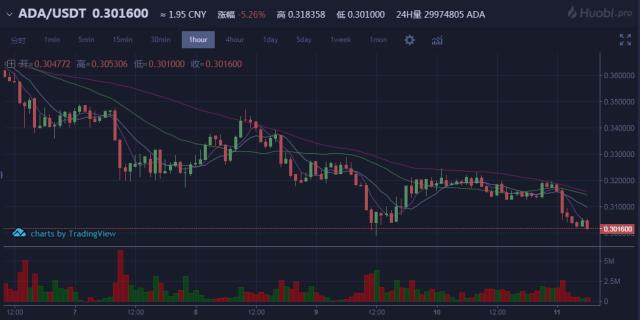 ADA/USDT 0.301600 ≈ 1.95 CNY 涨幅 -5.26% 高 0.318358 低 0.301000 24H量 29974805 ADA Huobi.pro
分时 1min 5min 15min 30min 1hour 4hour 1day 5day 1week 1mon
开=0.304772 高=0.305306 低=0.301000 收=0.301600
0.360000
0.340000
0.330000
0.320000
0.310000
0.301600
charts by TradingView
5M
0
12:00 7 12:00 8 12:00 9 12:00 10 12:00 11 12:00